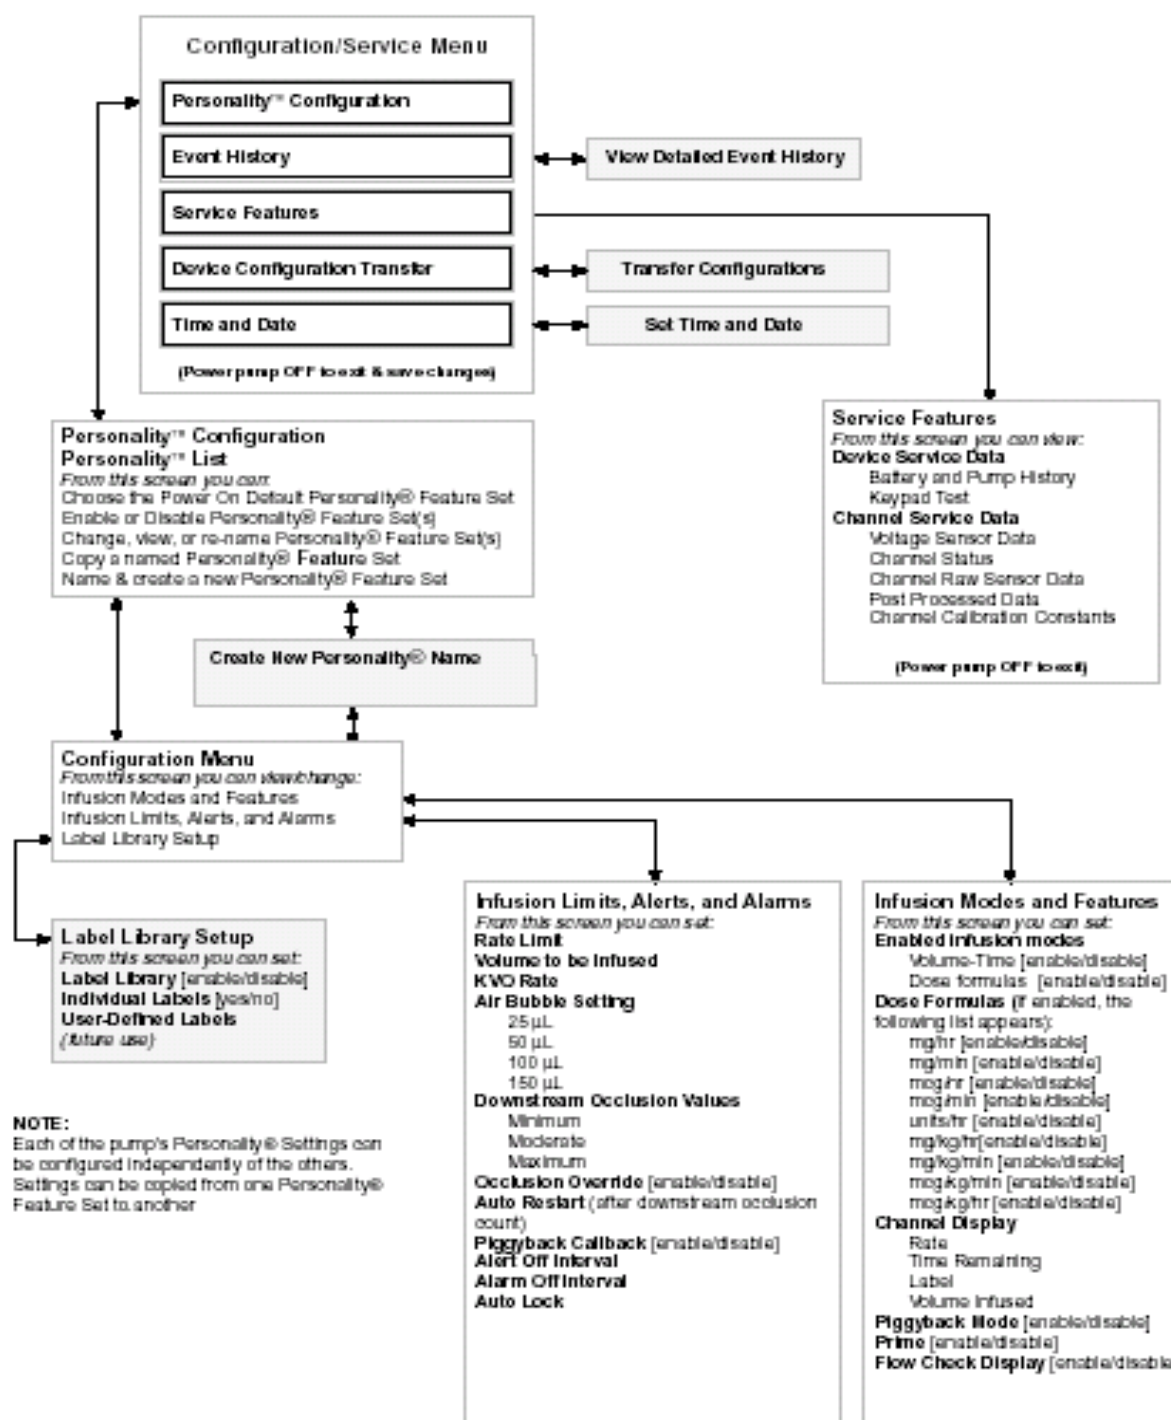 Configuration/Service Menu
Personality™ Configuration
Event History
View Detailed Event History
Service Features
Device Configuration Transfer
Transfer Configurations
Time and Date
Set Time and Date
(Power pump OFF to exit & save changes)
Personality™ Configuration
Personality™ List
From this screen you can:
Choose the Power On Default Personality® Feature Set
Enable or Disable Personality® Feature Set(s)
Change, view, or re-name Personality® Feature Set(s)
Copy a named Personality® Feature Set
Name & create a new Personality® Feature Set
Service Features
From this screen you can view:
Device Service Data
Battery and Pump History
Keypad Test
Channel Service Data
Voltage Sensor Data
Channel Status
Channel Raw Sensor Data
Post Processed Data
Channel Calibration Constants
(Power pump OFF to exit)
Create New Personality® Name
Configuration Menu
From this screen you can view/change:
Infusion Modes and Features
Infusion Limits, Alerts, and Alarms
Label Library Setup
Label Library Setup
From this screen you can set:
Label Library [enable/disable]
Individual Labels [yes/no]
User-Defined Labels
(future use)
NOTE:
Each of the pump's Personality® Settings can
be configured independently of the others.
Settings can be copied from one Personality®
Feature Set to another
Infusion Limits, Alerts, and Alarms
From this screen you can set:
Rate Limit
Volume to be Infused
KVO Rate
Air Bubble Setting
25 µL
50 µL
100 µL
150 µL
Downstream Occlusion Values
Minimum
Moderate
Maximum
Occlusion Override [enable/disable]
Auto Restart (after downstream occlusion
count)
Piggyback Callback [enable/disable]
Alert Off Interval
Alarm Off Interval
Auto Lock
Infusion Modes and Features
From this screen you can set:
Enabled infusion modes
Volume-Time [enable/disable]
Dose formulas [enable/disable]
Dose Formulas (if enabled, the
following list appears):
mg/hr [enable/disable]
mg/min [enable/disable]
mcg/hr [enable/disable]
mcg/min [enable/disable]
units/hr [enable/disable]
mg/kg/hr[enable/disable]
mg/kg/min [enable/disable]
mcg/kg/min [enable/disable]
mcg/kg/hr [enable/disable]
Channel Display
Rate
Time Remaining
Label
Volume Infused
Piggyback Mode [enable/disable]
Prime [enable/disable]
Flow Check Display [enable/disable